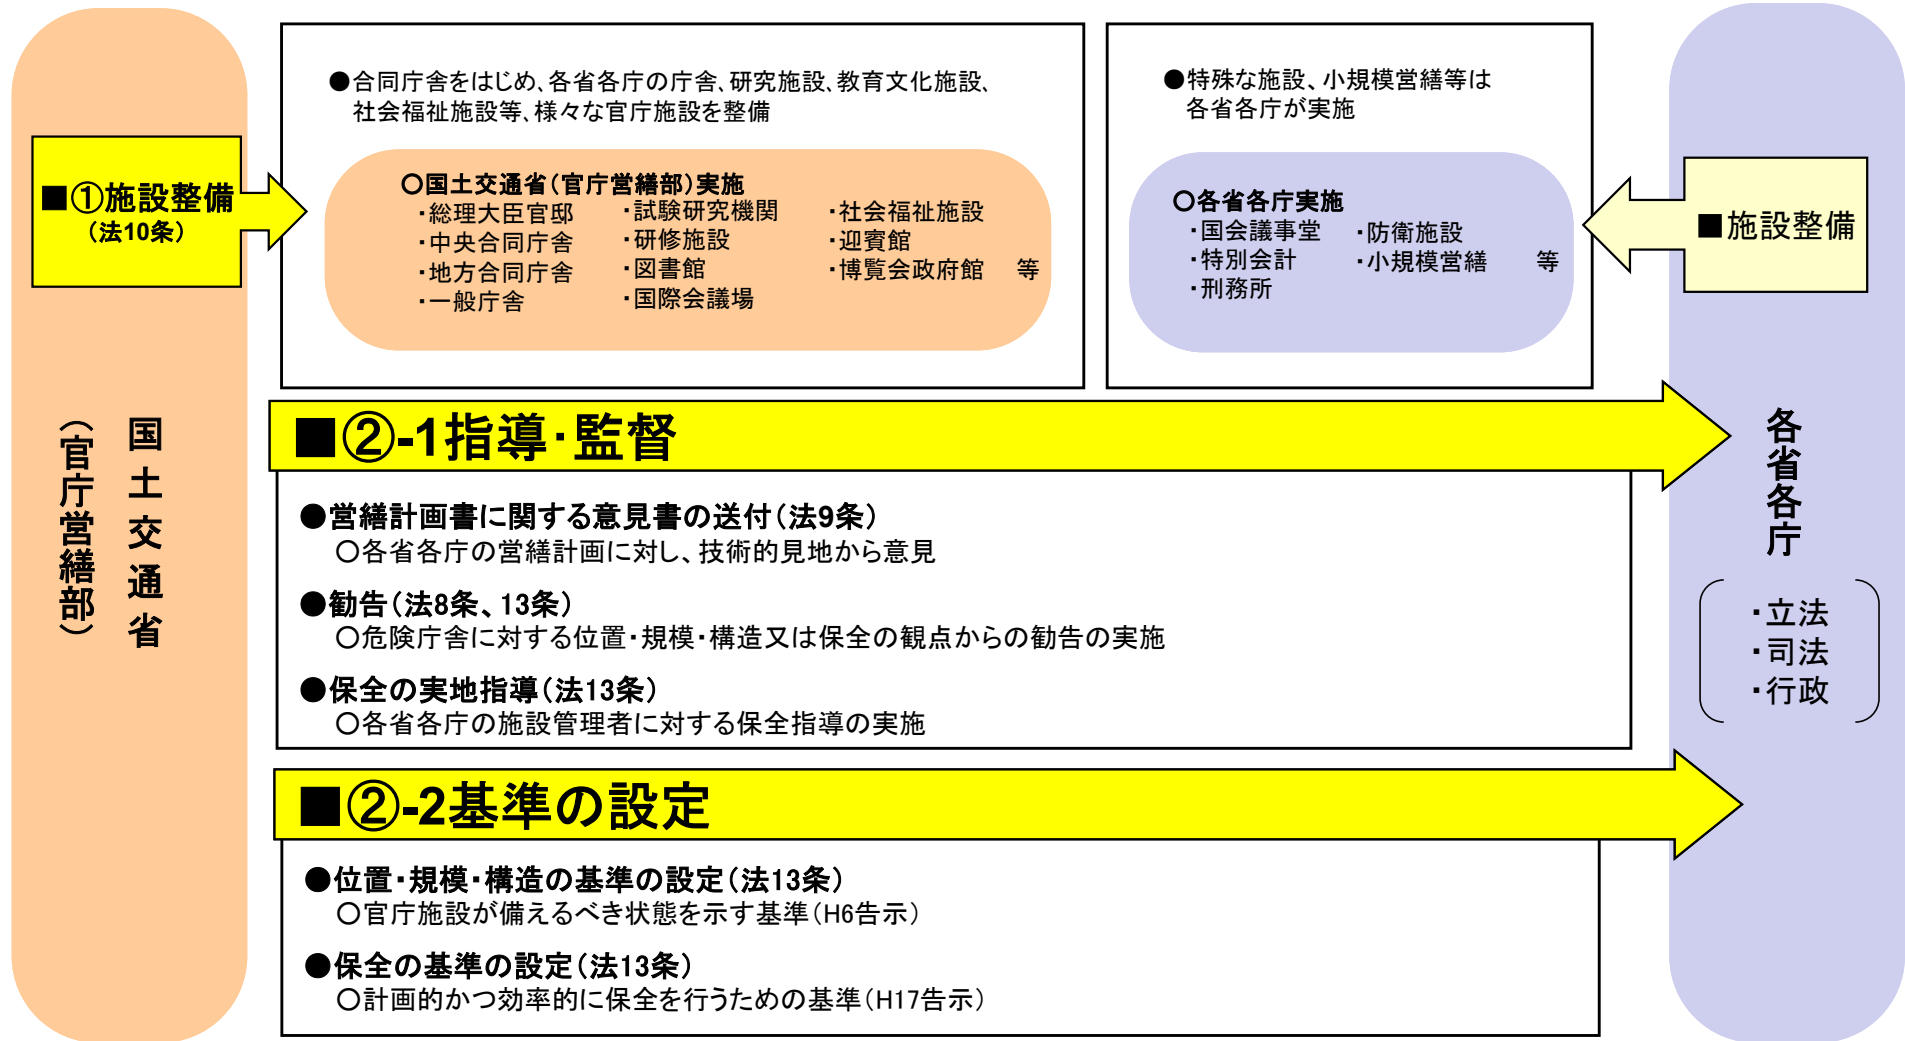 国土交通省
（官庁営繕部）
■①施設整備
（法10条）
●合同庁舎をはじめ、各省各庁の庁舎、研究施設、教育文化施設、
社会福祉施設等、様々な官庁施設を整備
○国土交通省（官庁営繕部）実施
・総理大臣官邸
・中央合同庁舎
・地方合同庁舎
・一般庁舎
・試験研究機関
・研修施設
・図書館
・国際会議場
・社会福祉施設
・迎賓館
・博覧会政府館　等
●特殊な施設、小規模営繕等は
各省各庁が実施
○各省各庁実施
・国会議事堂
・特別会計
・刑務所
・防衛施設
・小規模営繕　等
■施設整備
各省各庁
・立法
・司法
・行政
■②-1指導・監督
●営繕計画書に関する意見書の送付（法9条）
○各省各庁の営繕計画に対し、技術的見地から意見
●勧告（法8条、13条）
○危険庁舎に対する位置・規模・構造又は保全の観点からの勧告の実施
●保全の実地指導（法13条）
○各省各庁の施設管理者に対する保全指導の実施
■②-2基準の設定
●位置・規模・構造の基準の設定（法13条）
○官庁施設が備えるべき状態を示す基準（H6告示）
●保全の基準の設定（法13条）
○計画的かつ効率的に保全を行うための基準（H17告示）